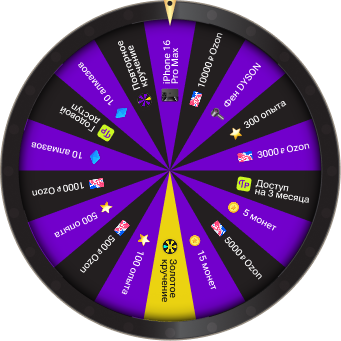 iPhone 16
Pro Max
10000 ₽ Ozon
Фен DYSON
300 опыта
3000 ₽ Ozon
Доступ
на 3 месяца
5 монет
5000 ₽ Ozon
15 монет
Золотое
кручение
100 опыта
500 ₽ Ozon
500 опыта
1000 ₽ Ozon
10 алмазов
Годовой
доступ
10 алмазов
Повторное
кручение